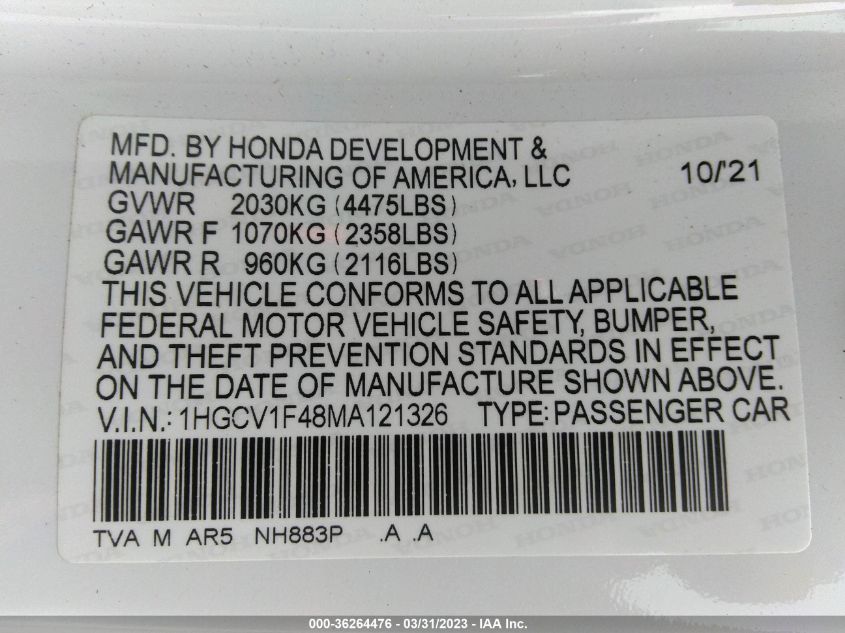 MFD. BY HONDA DEVELOPMENT &
MANUFACTURING OF AMERICA, LLC 10/'21
GVWR 2030KG (4475LBS)
GAWR F 1070KG (2358LBS)
GAWR R 960KG (2116LBS)
THIS VEHICLE CONFORMS TO ALL APPLICABLE
FEDERAL MOTOR VEHICLE SAFETY, BUMPER,
AND THEFT PREVENTION STANDARDS IN EFFECT
ON THE DATE OF MANUFACTURE SHOWN ABOVE.
V.I.N.: 1HGCV1F48MA121326 TYPE: PASSENGER CAR
TVA M AR5 NH883P .A .A
000-36264476 - 03/31/2023 - IAA Inc.